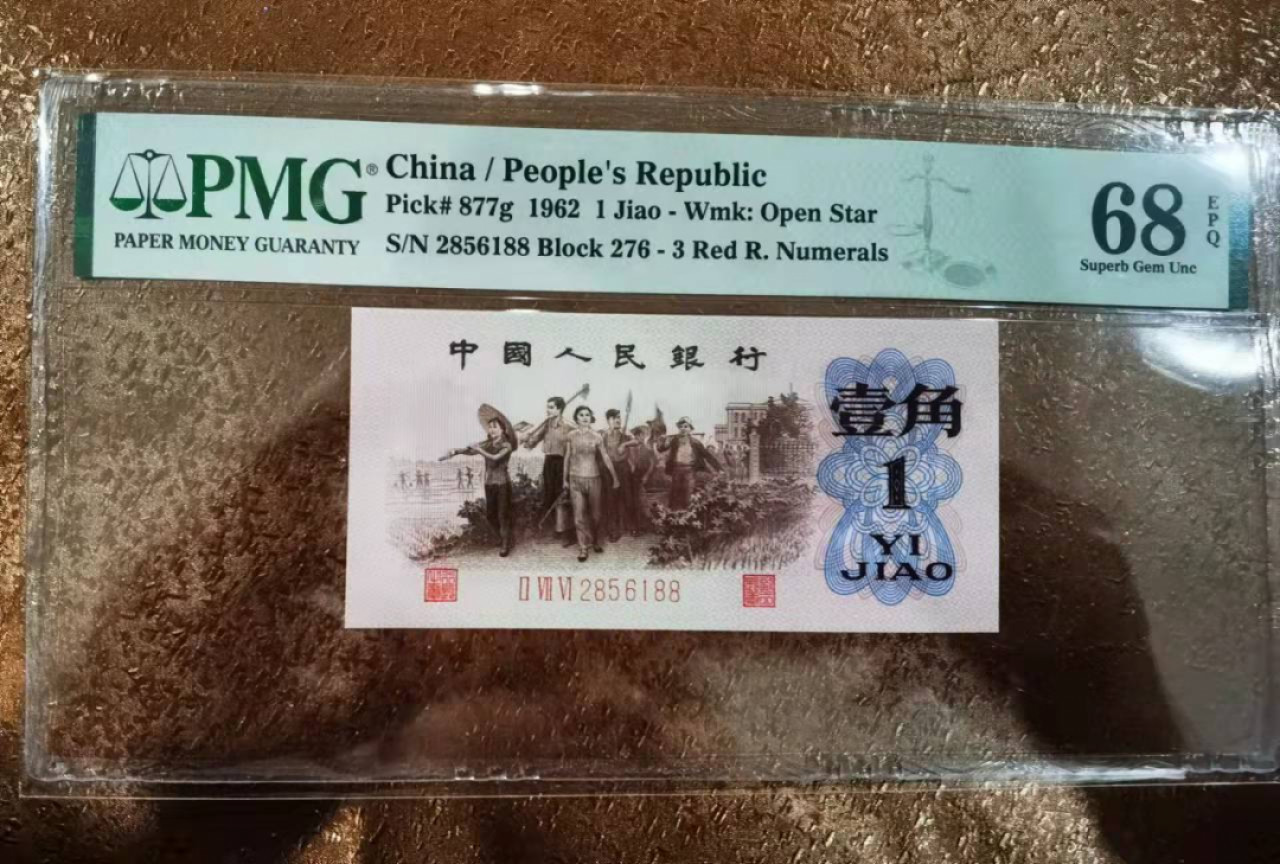 PMG®
PAPER MONEY GUARANTY
China / People's Republic
Pick# 877g 1962 1 Jiao - Wmk: Open Star
S/N 2856188 Block 276 - 3 Red R. Numerals
68
EPQ
Superb Gem Unc
中國人民銀行
壹角
1
YI
JIAO
Ⅱ Ⅶ Ⅵ 2856188